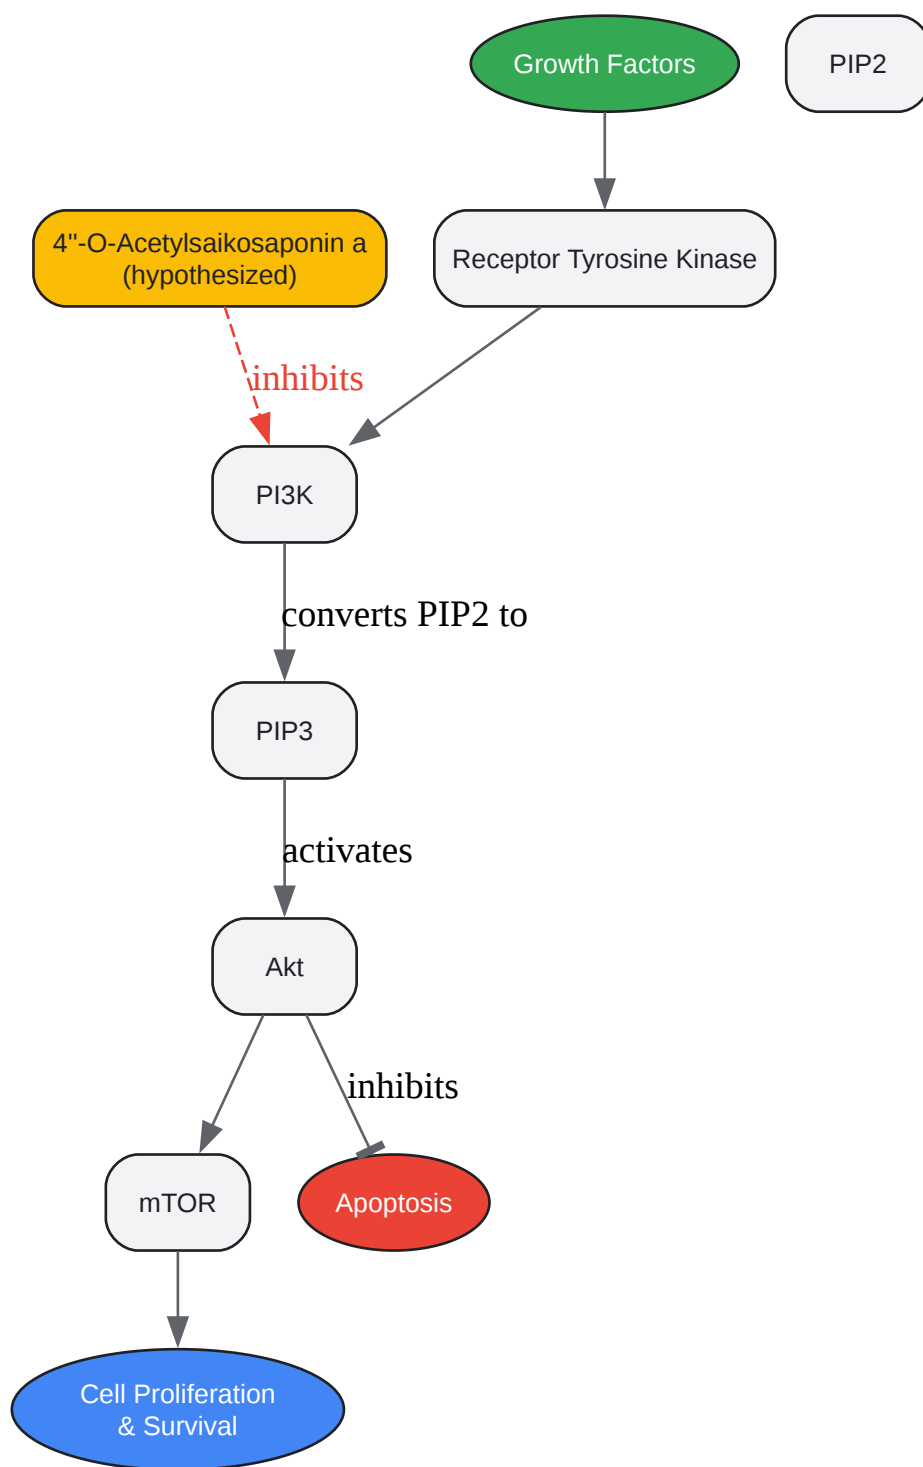 Growth Factors
PIP2
4"-O-Acetylsaikosaponin a
(hypothesized)
Receptor Tyrosine Kinase
inhibits
PI3K
converts PIP2 to
PIP3
activates
Akt
inhibits
mTOR
Apoptosis
Cell Proliferation
& Survival